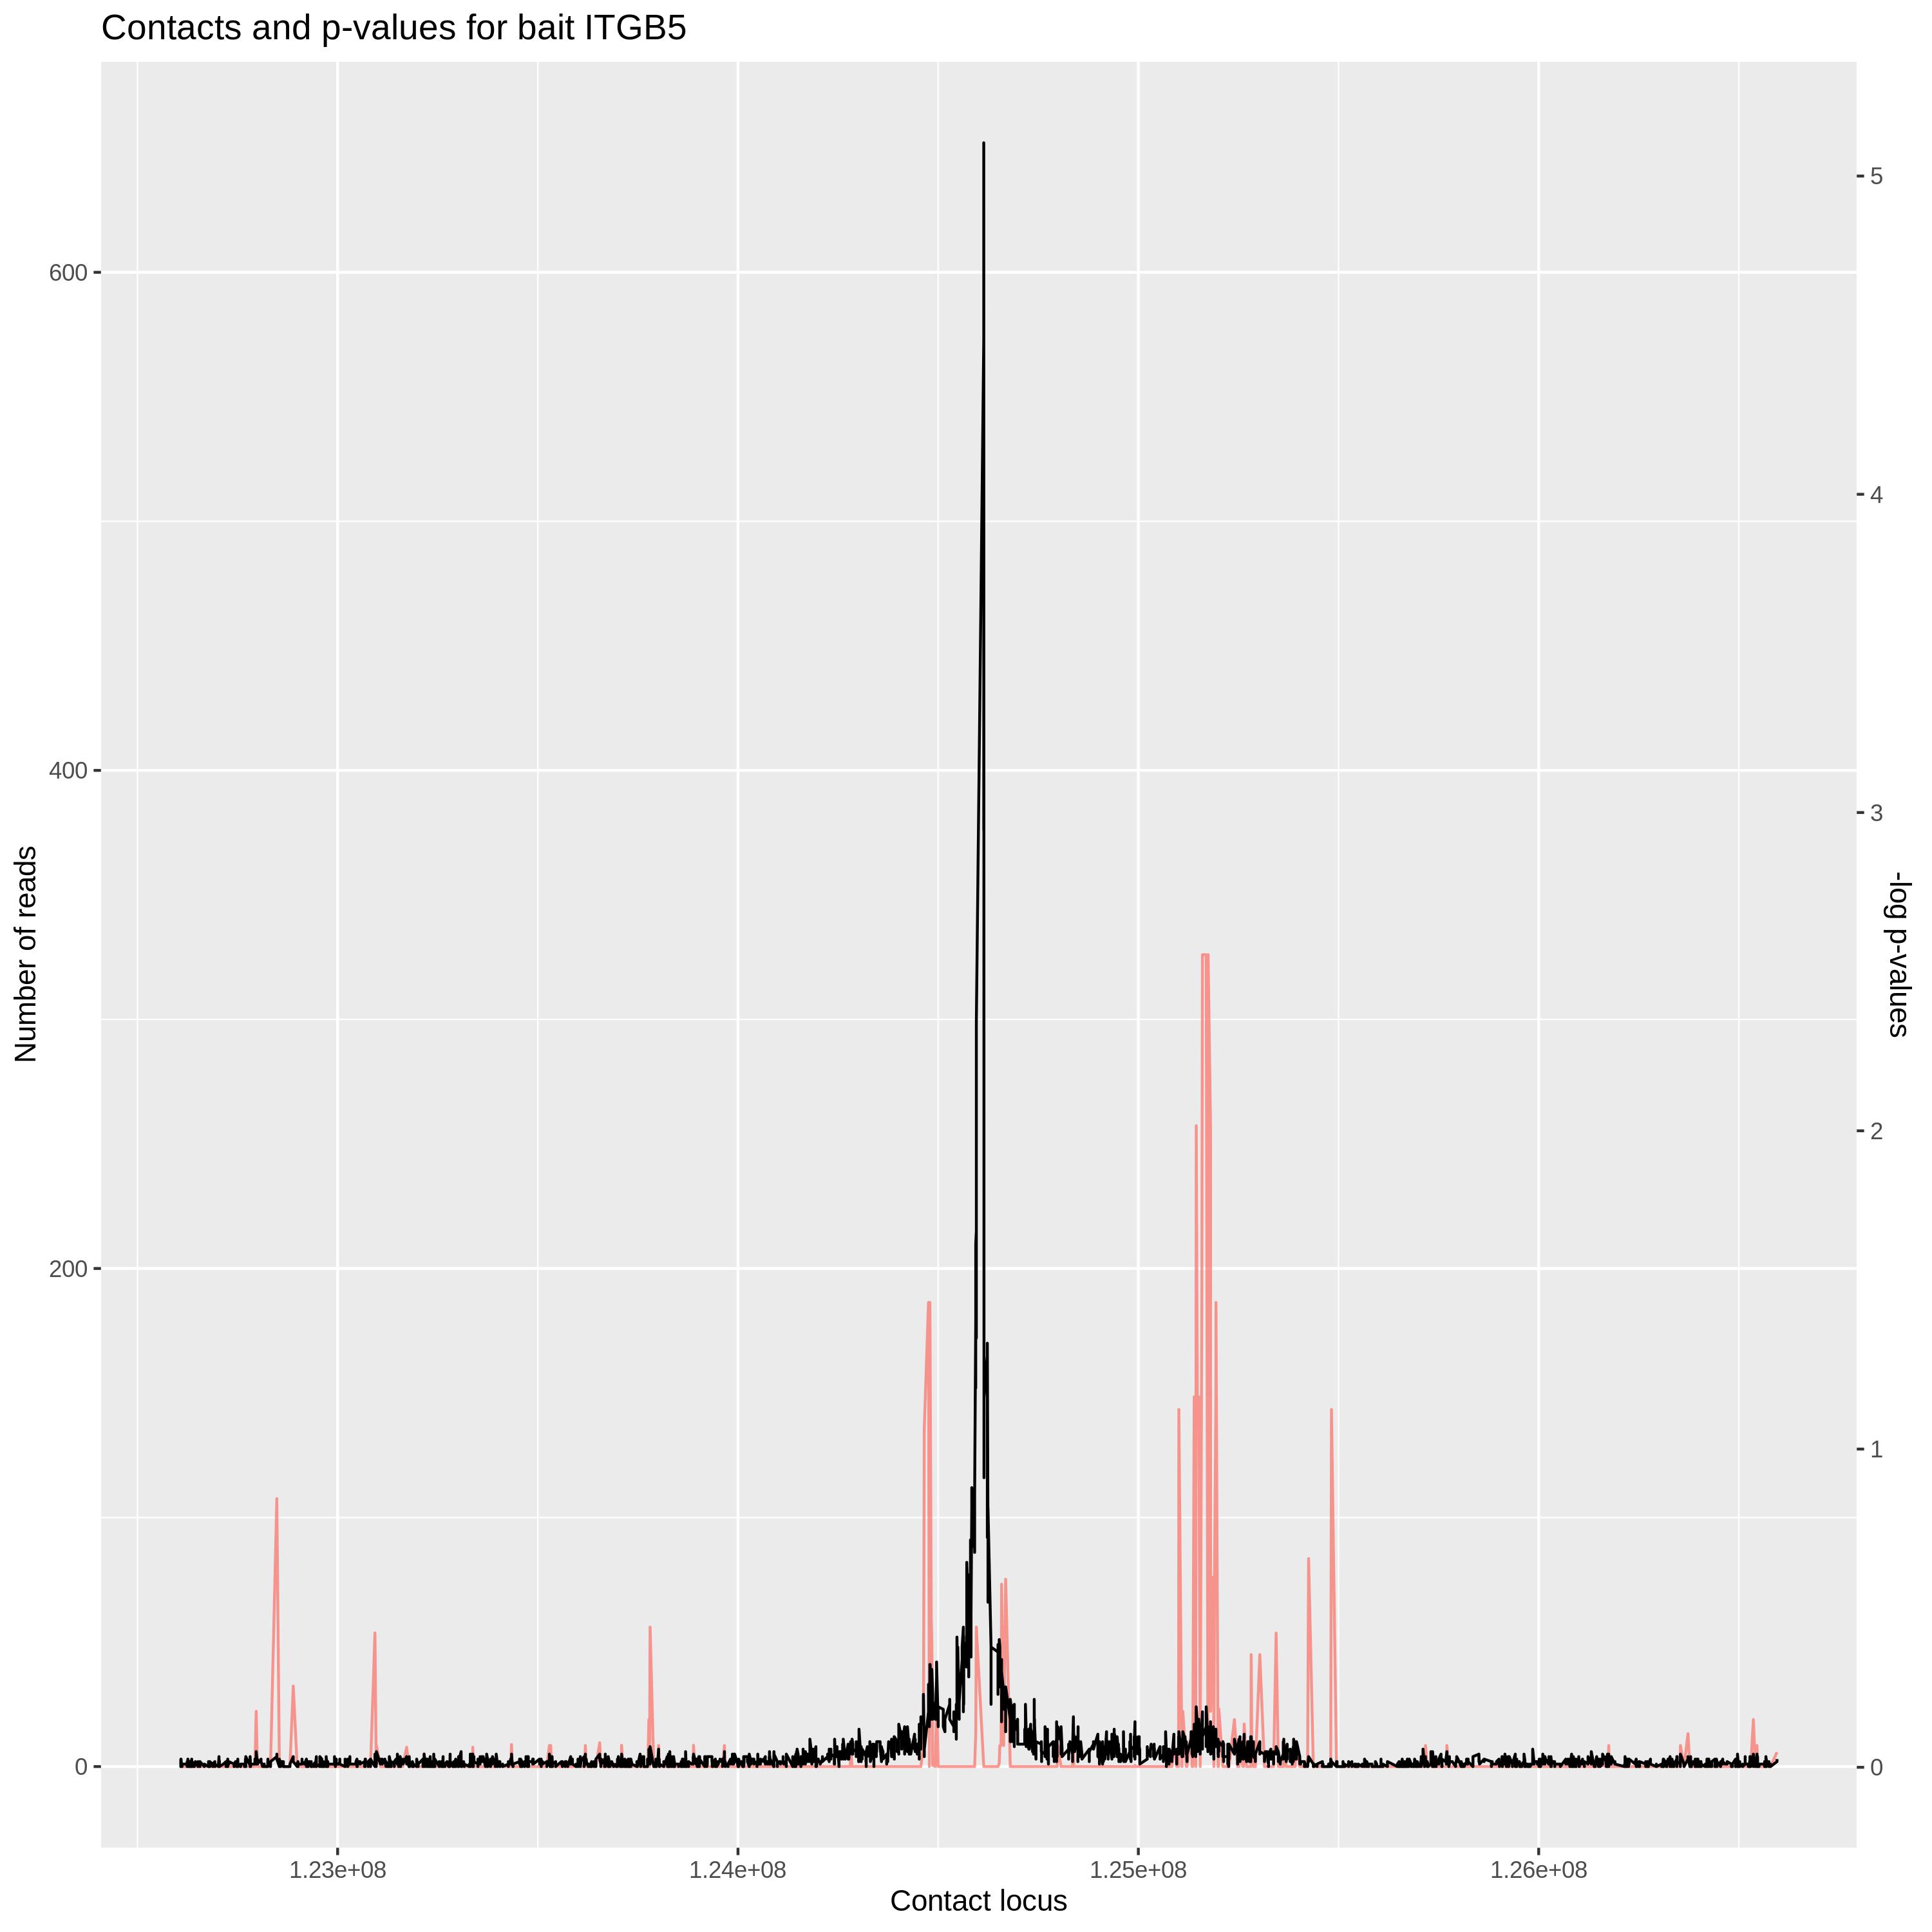 Contacts and p-values for bait ITGB5
Number of reads
600
400
200
0
5
4
3
2
1
0
-log p-values
1.23e+08
1.24e+08
1.25e+08
1.26e+08
Contact locus